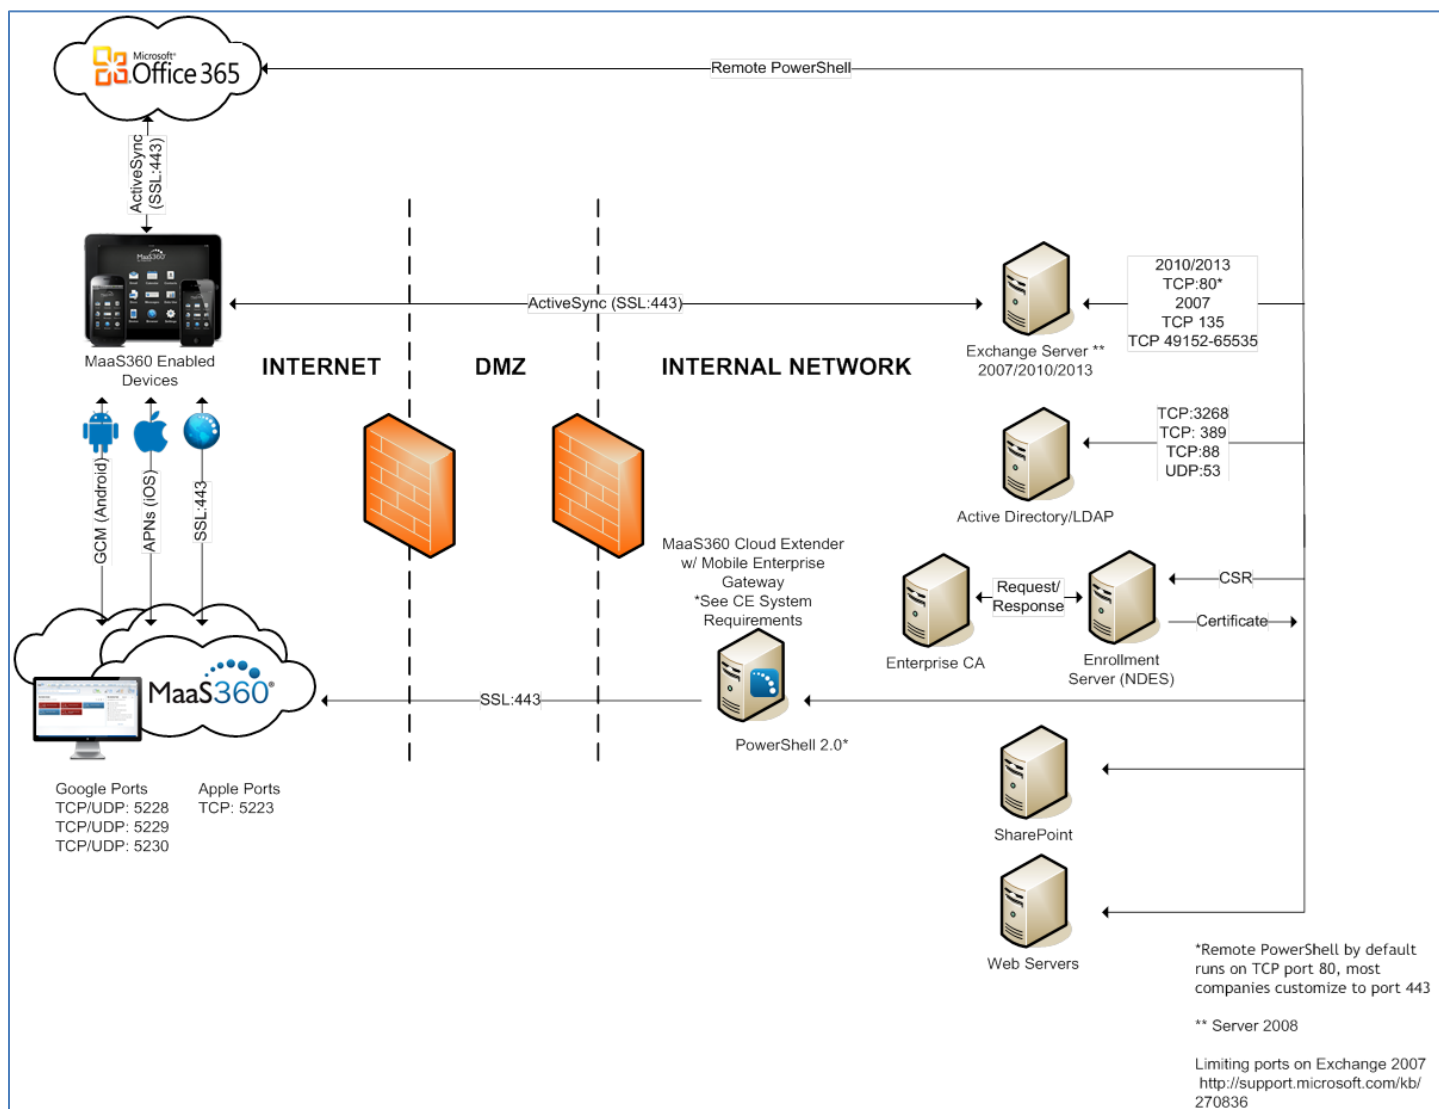 Microsoft®
Office 365
Remote PowerShell
ActiveSync
(SSL:443)
MaaS360
MaaS360 Enabled
Devices
ActiveSync (SSL:443)
2010/2013
TCP:80*
2007
TCP 135
TCP 49152-65535
Exchange Server **
2007/2010/2013
INTERNET
DMZ
INTERNAL NETWORK
TCP:3268
TCP: 389
TCP:88
UDP:53
Active Directory/LDAP
GCM (Android)
APNs (iOS)
SSL:443
MaaS360 Cloud Extender
w/ Mobile Enterprise
Gateway
*See CE System
Requirements
Request/
Response
CSR
Certificate
Enterprise CA
Enrollment
Server (NDES)
MaaS360®
SSL:443
PowerShell 2.0*
Google Ports
TCP/UDP: 5228
TCP/UDP: 5229
TCP/UDP: 5230
Apple Ports
TCP: 5223
SharePoint
Web Servers
*Remote PowerShell by default
runs on TCP port 80, most
companies customize to port 443
** Server 2008
Limiting ports on Exchange 2007
http://support.microsoft.com/kb/
270836